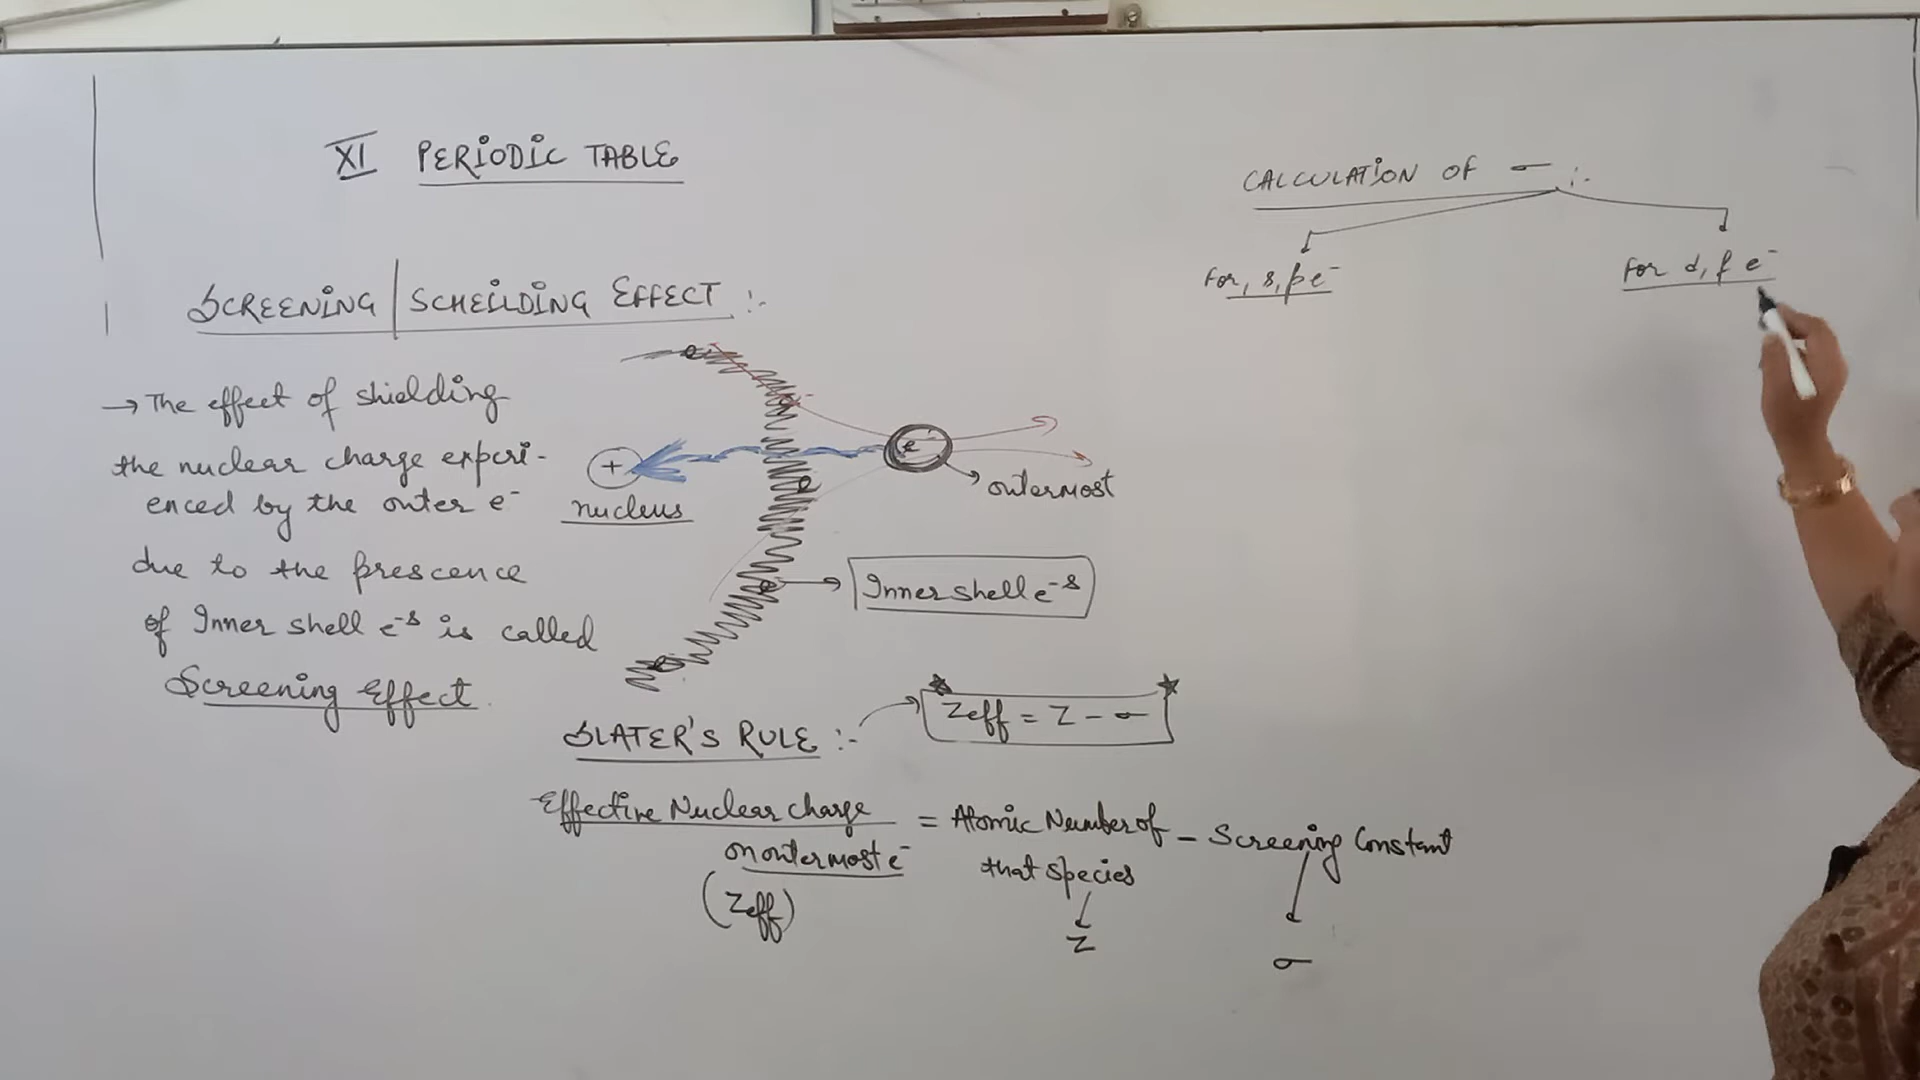 XI PERIODIC TABLE
SCREENING | SCHEILDING EFFECT :-
→ The effect of shielding
the nuclear charge experi-
enced by the outer e⁻
due to the prescence
of Inner shell e⁻s is called
Screening Effect.
+
nucleus
e
e
e
e
e
e⁻
outermost
Inner shell e⁻s
SLATER'S RULE :-
Zeff = Z - σ
Effective Nuclear charge
on outermost e⁻
(Zeff)
= Atomic Number of
that species
Z
- Screening Constant
σ
CALCULATION OF σ :-
For, s, p e⁻
For d, f e⁻